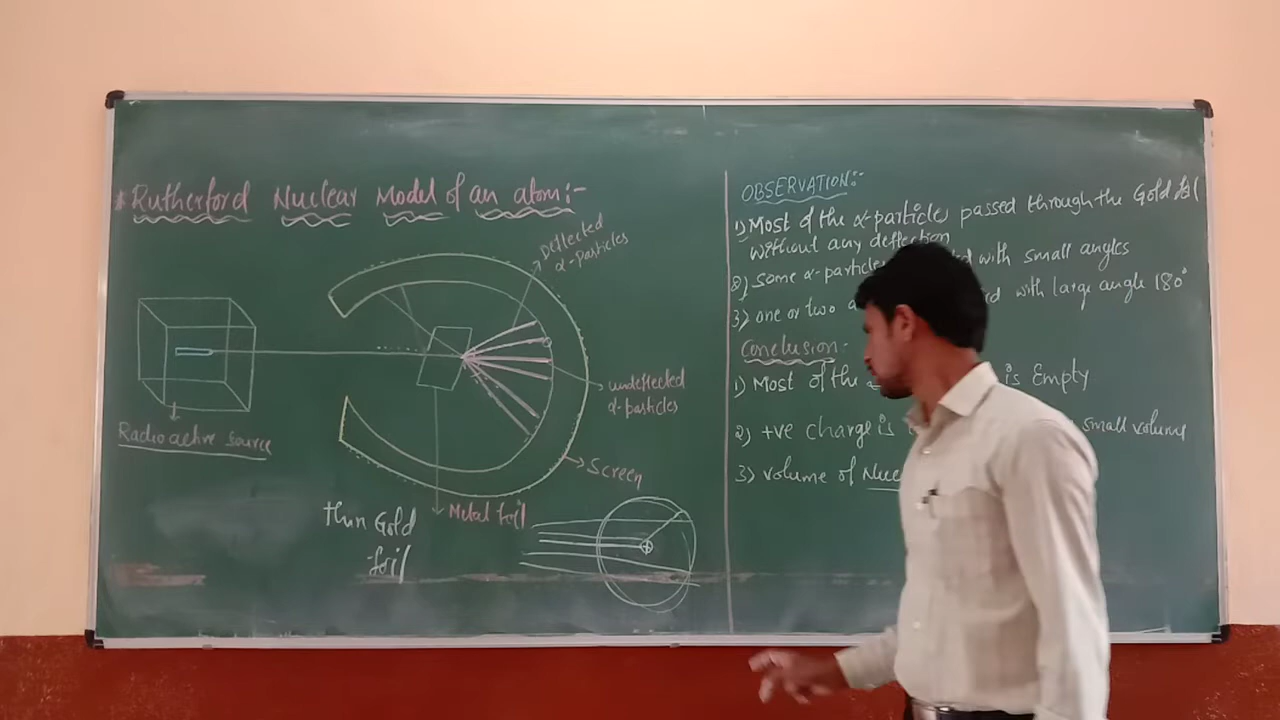 * Rutherford Nuclear Model of an atom:-
Deflected
α-particles
undeflected
α-particles
Screen
Radioactive source
Metal foil
thin Gold
foil
OBSERVATION:-
1) Most of the α-particles passed through the Gold foil
without any deflection
2) Some α-particles with small angles
3) one or two with large angle 180°
Conclusion:-
1) Most of the is Empty
2) +ve charge is small volume
3) Volume of